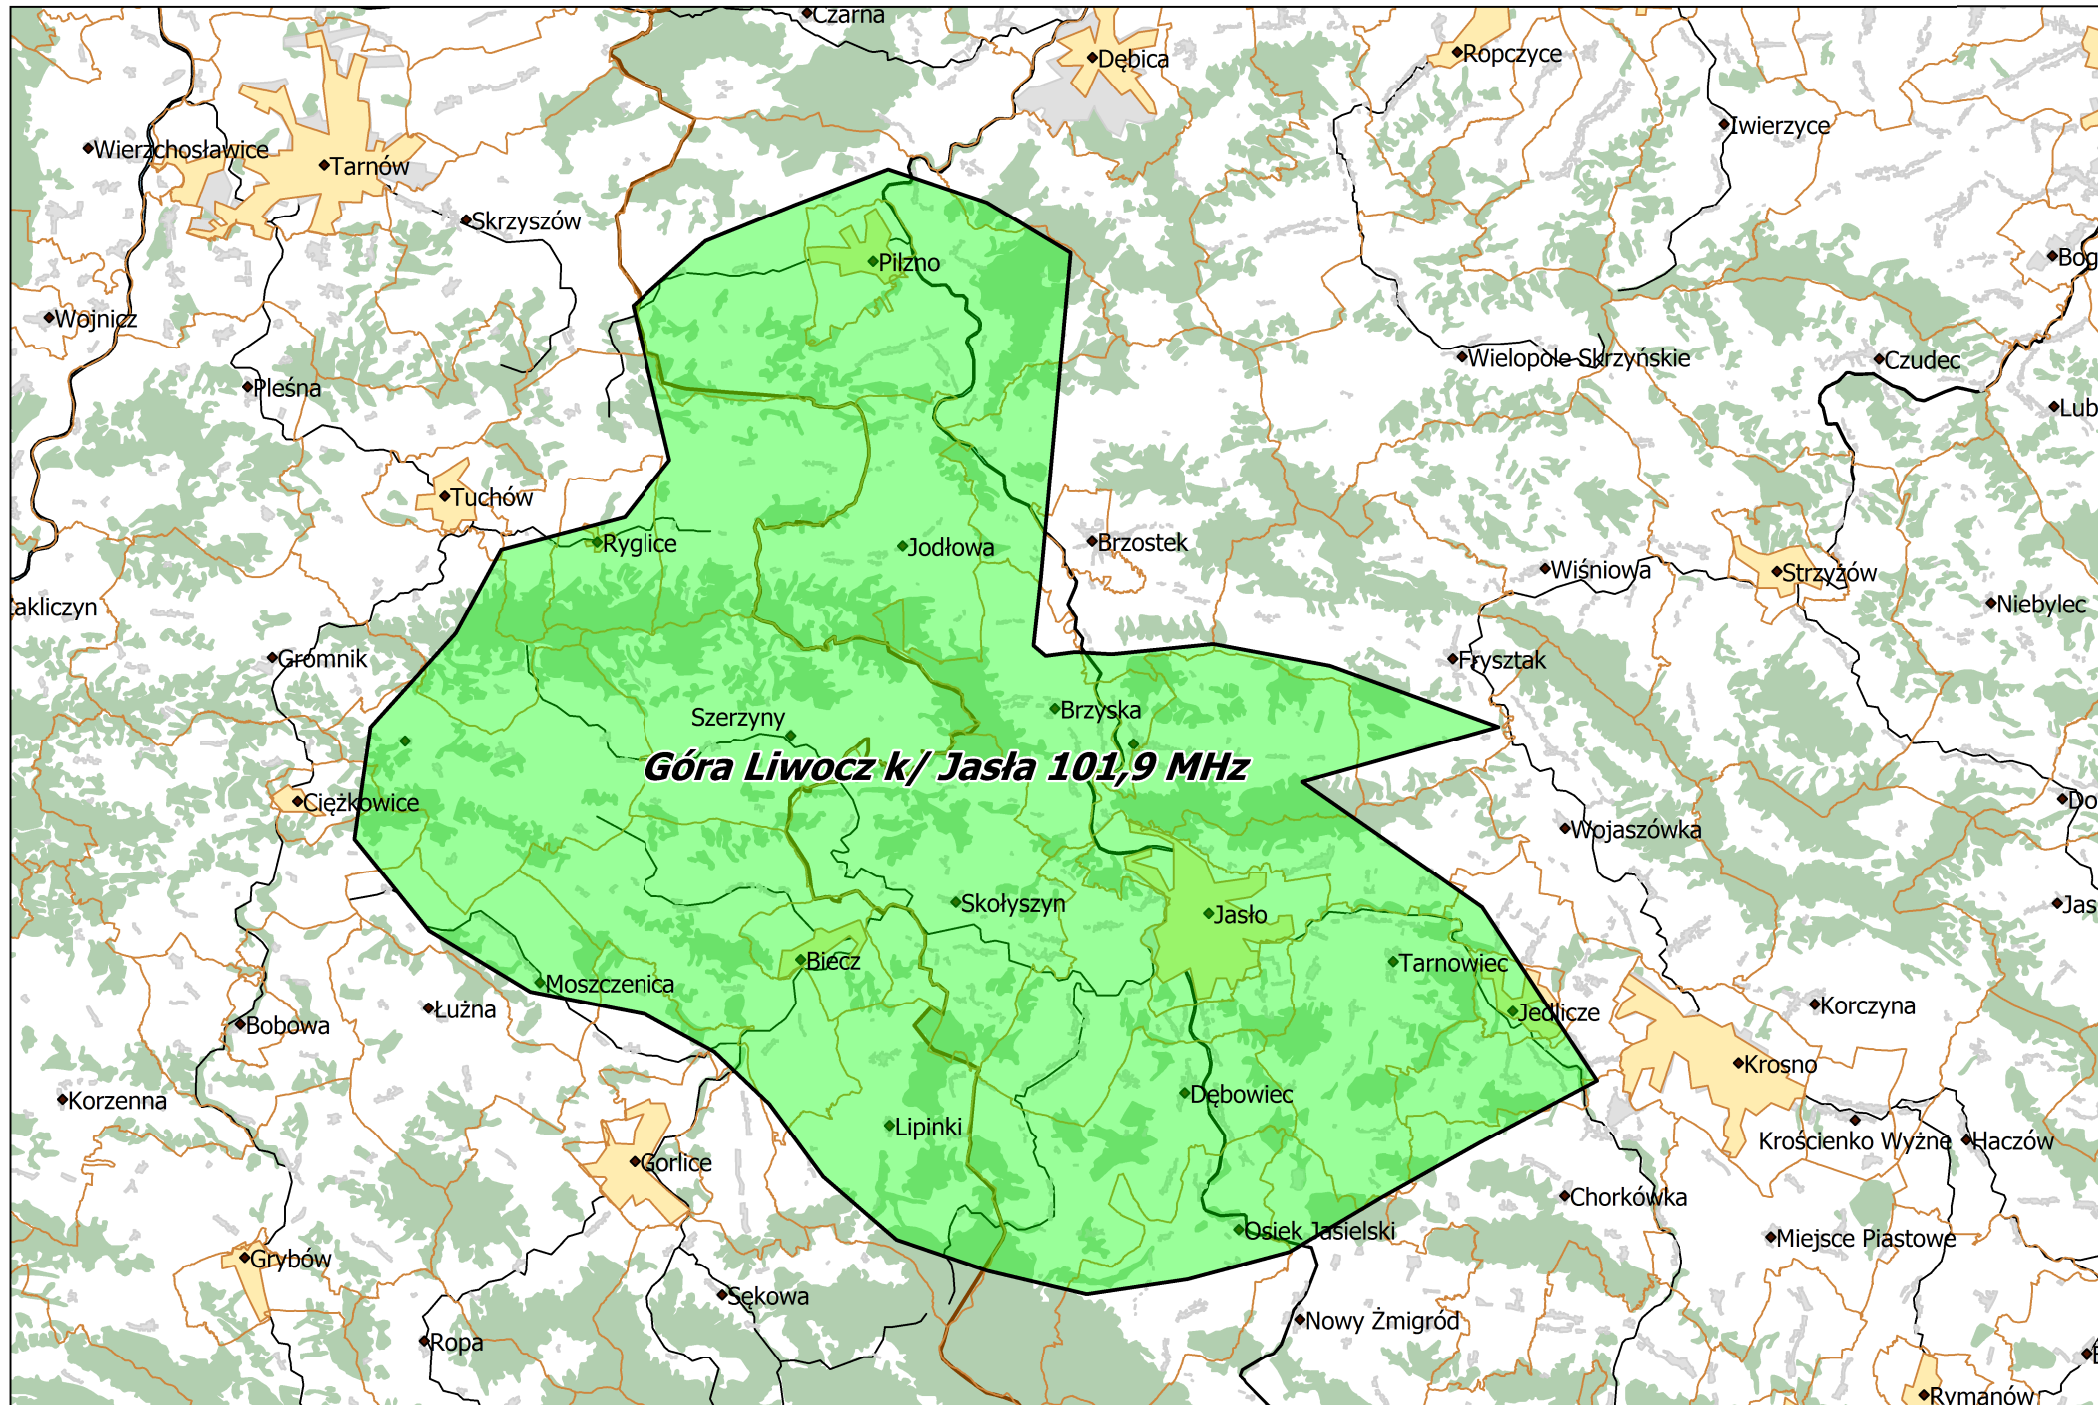 Czarna
Dębica
Ropczyce
Iwierzyce
Wierzchosławice
Tarnów
Skrzyszów
Pilzno
Bog
Wojnicz
Wielopole Skrzyńskie
Czudec
Pleśna
Lub
Tuchów
Ryglice
Jodłowa
Brzostek
Wiśniowa
Strzyżów
akliczyn
Niebylec
Gromnik
Frysztak
Szerzyny
Brzyska
Góra Liwocz k/ Jasła 101,9 MHz
Ciężkowice
Do
Wojaszówka
Skołyszyn
Jasło
Jas
Biecz
Tarnowiec
Moszczenica
Łużna
Jedlicze
Korczyna
Bobowa
Krosno
Korzenna
Dębowiec
Lipinki
Krościenko Wyżne
Haczów
Gorlice
Chorkówka
Osiek Jasielski
Miejsce Piastowe
Grybów
Sękowa
Nowy Żmigród
Ropa
Rymanów